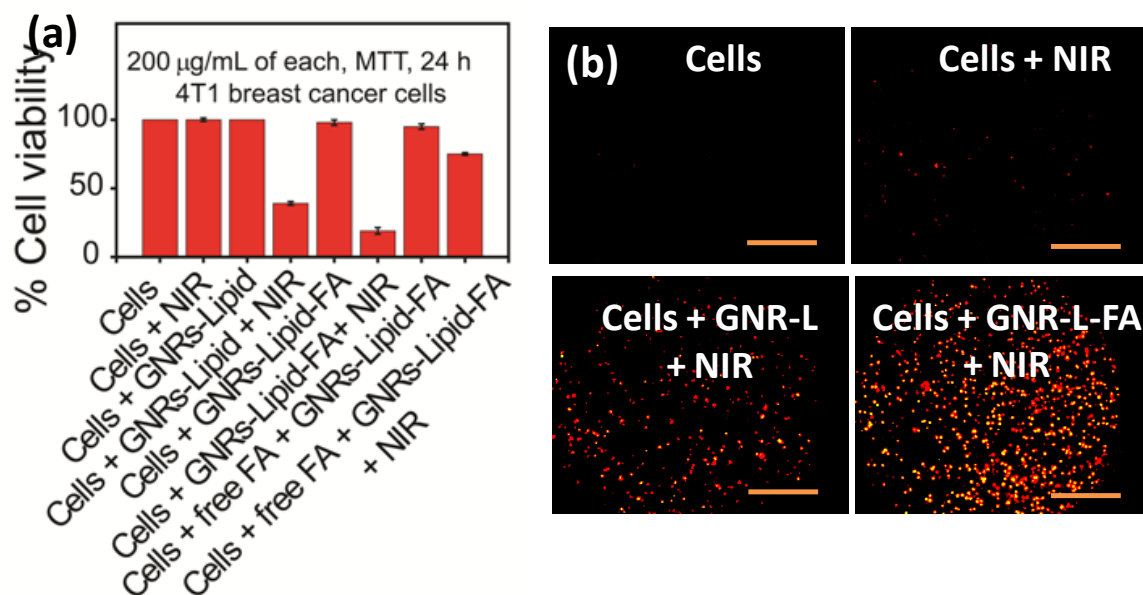 (a)
% Cell viability
200 μg/mL of each, MTT, 24 h
4T1 breast cancer cells
100
50
0
Cells
Cells + NIR
Cells + GNRs-Lipid
Cells + GNRs-Lipid + NIR
Cells + GNRs-Lipid-FA
Cells + GNRs-Lipid-FA+ NIR
Cells + free FA + GNRs-Lipid-FA
Cells + free FA + GNRs-Lipid-FA
+ NIR
(b)
Cells
Cells + NIR
Cells + GNR-L
+ NIR
Cells + GNR-L-FA
+ NIR